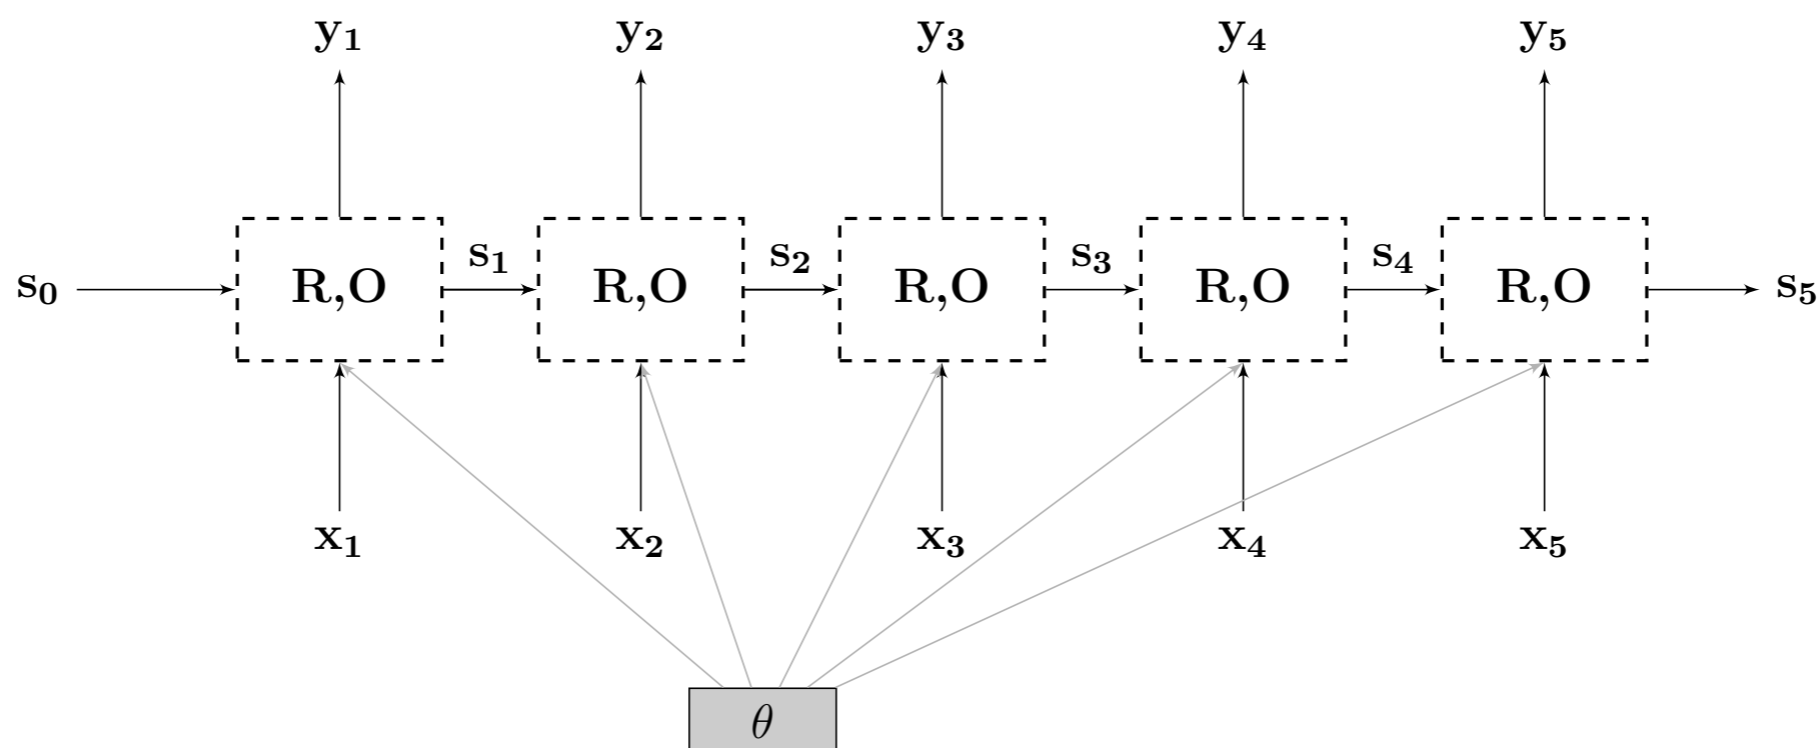 y₁ y₂ y₃ y₄ y₅
s₀ R,O s₁ R,O s₂ R,O s₃ R,O s₄ R,O s₅
x₁ x₂ x₃ x₄ x₅
θ